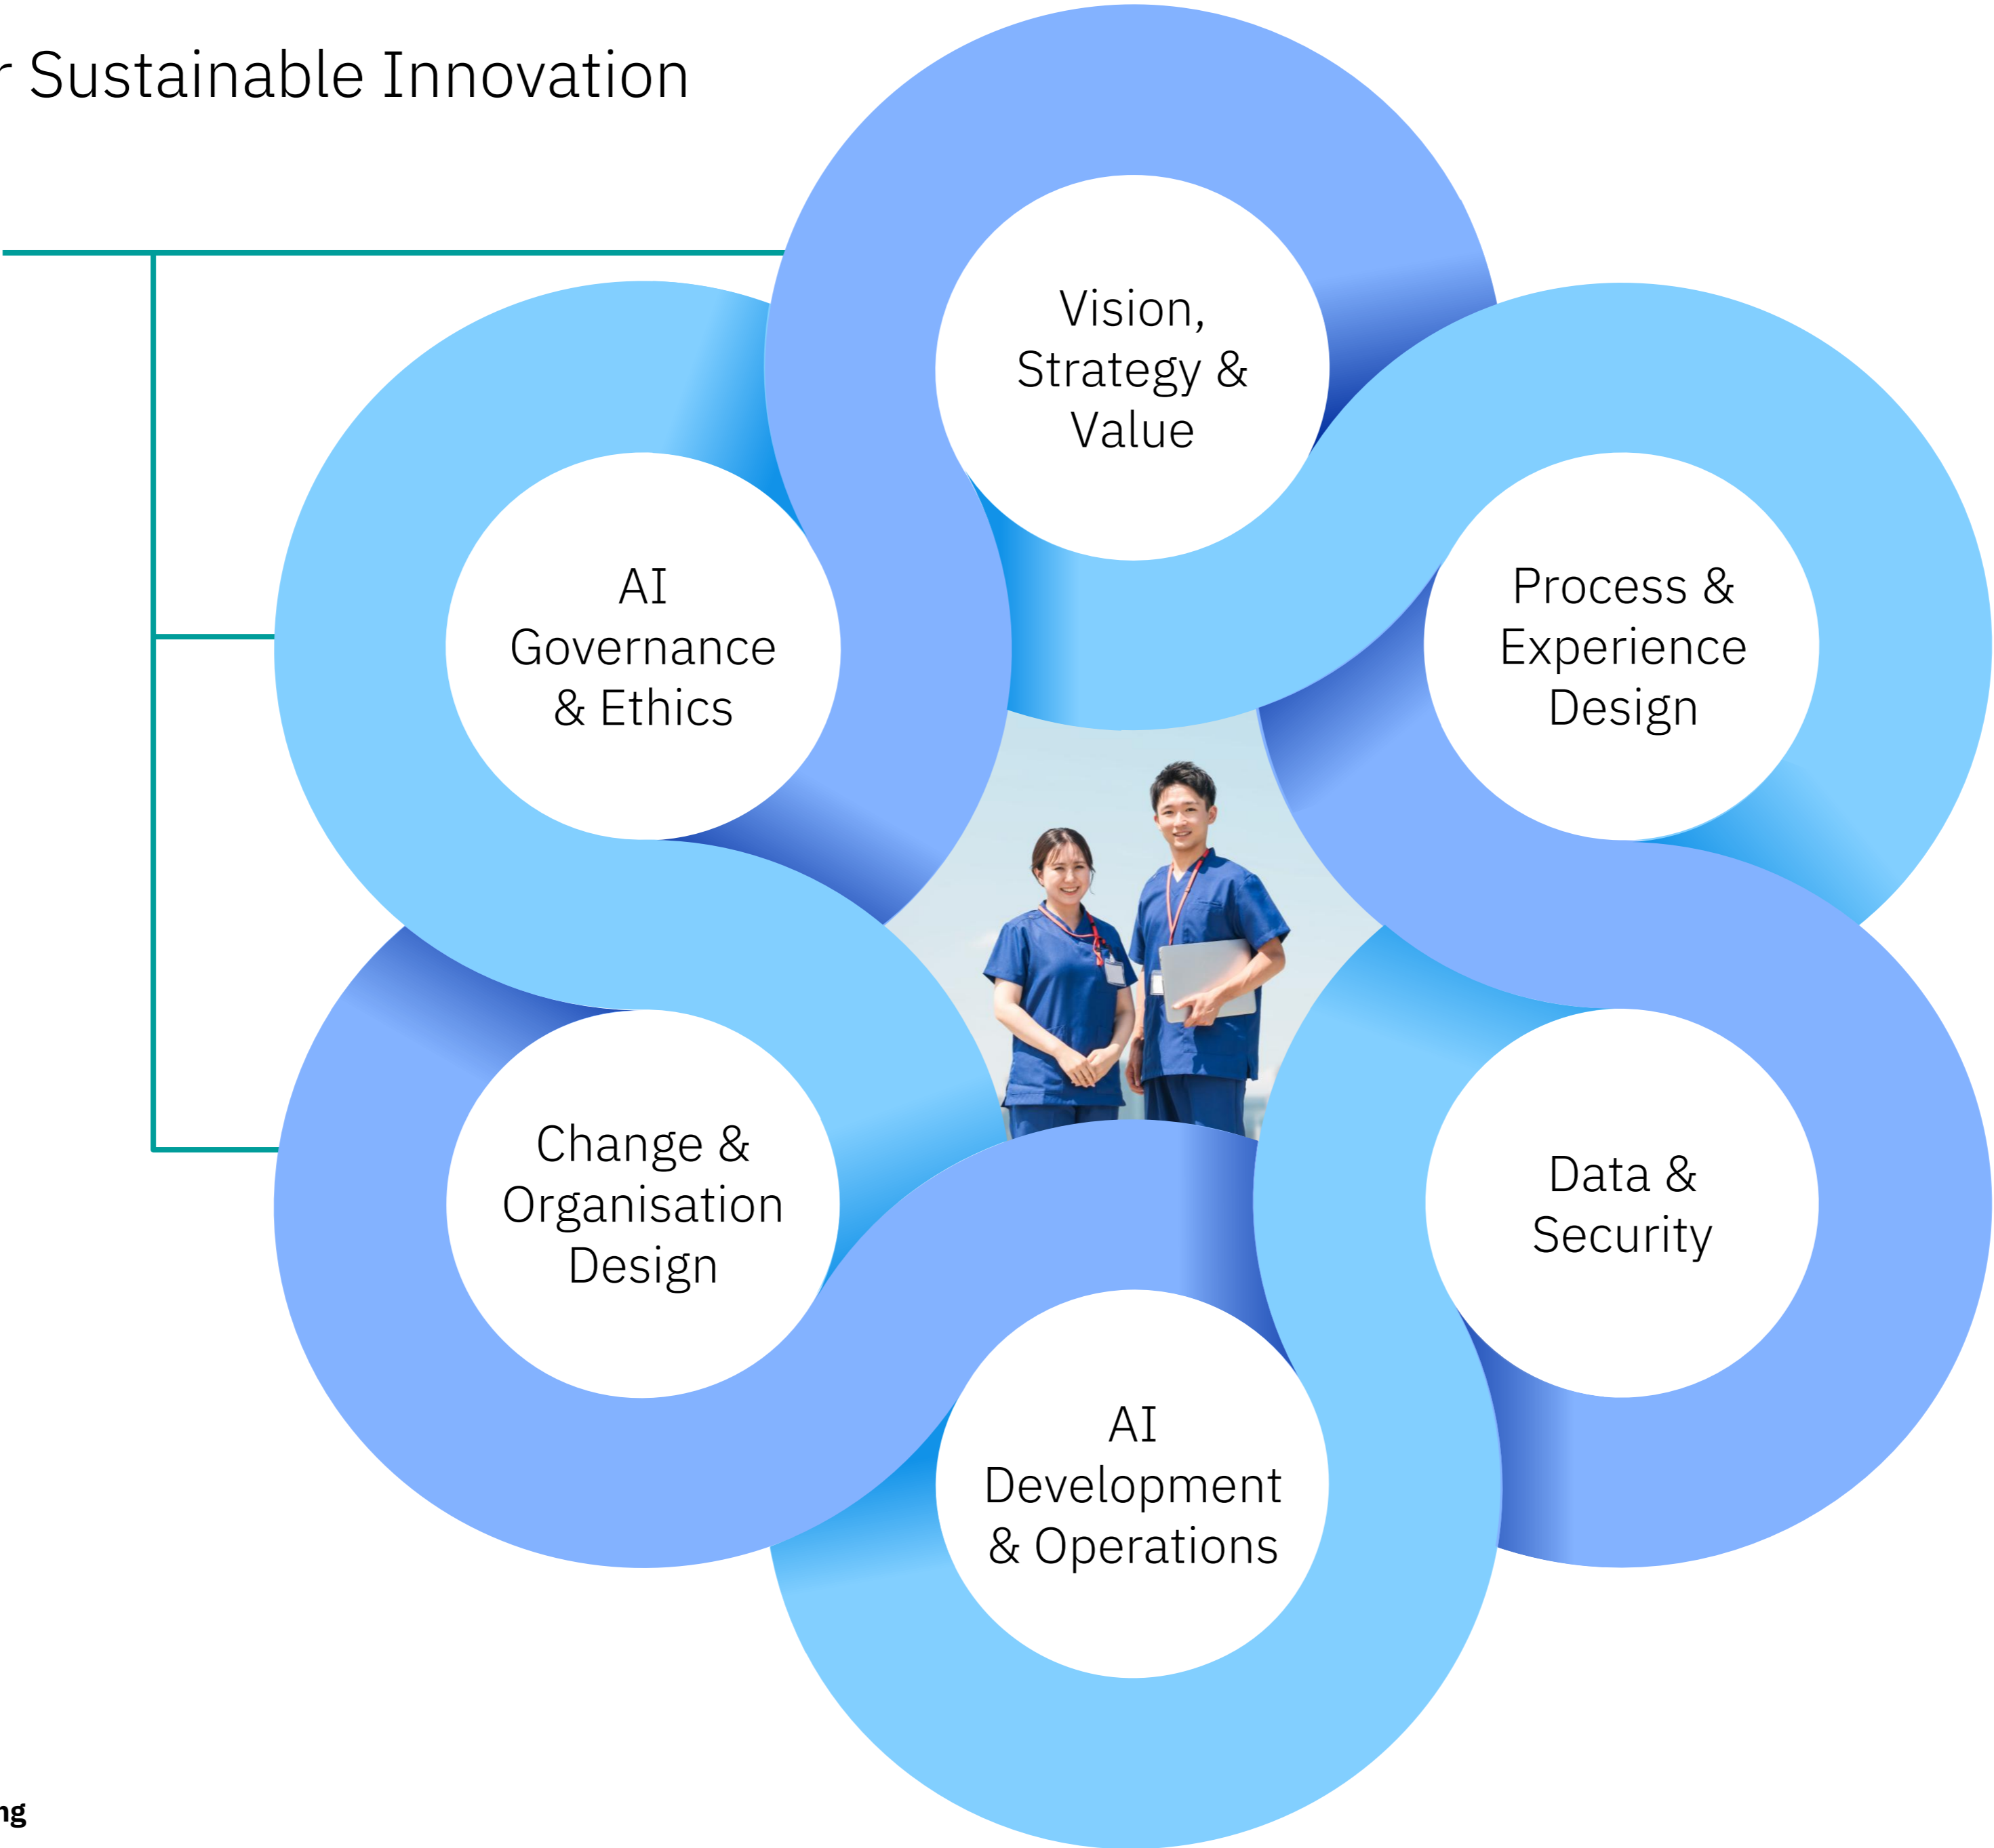 Sustainable Innovation
Vision,
Strategy &
Value
Process &
Experience
Design
Data &
Security
AI
Development
& Operations
Change &
Organisation
Design
AI
Governance
& Ethics